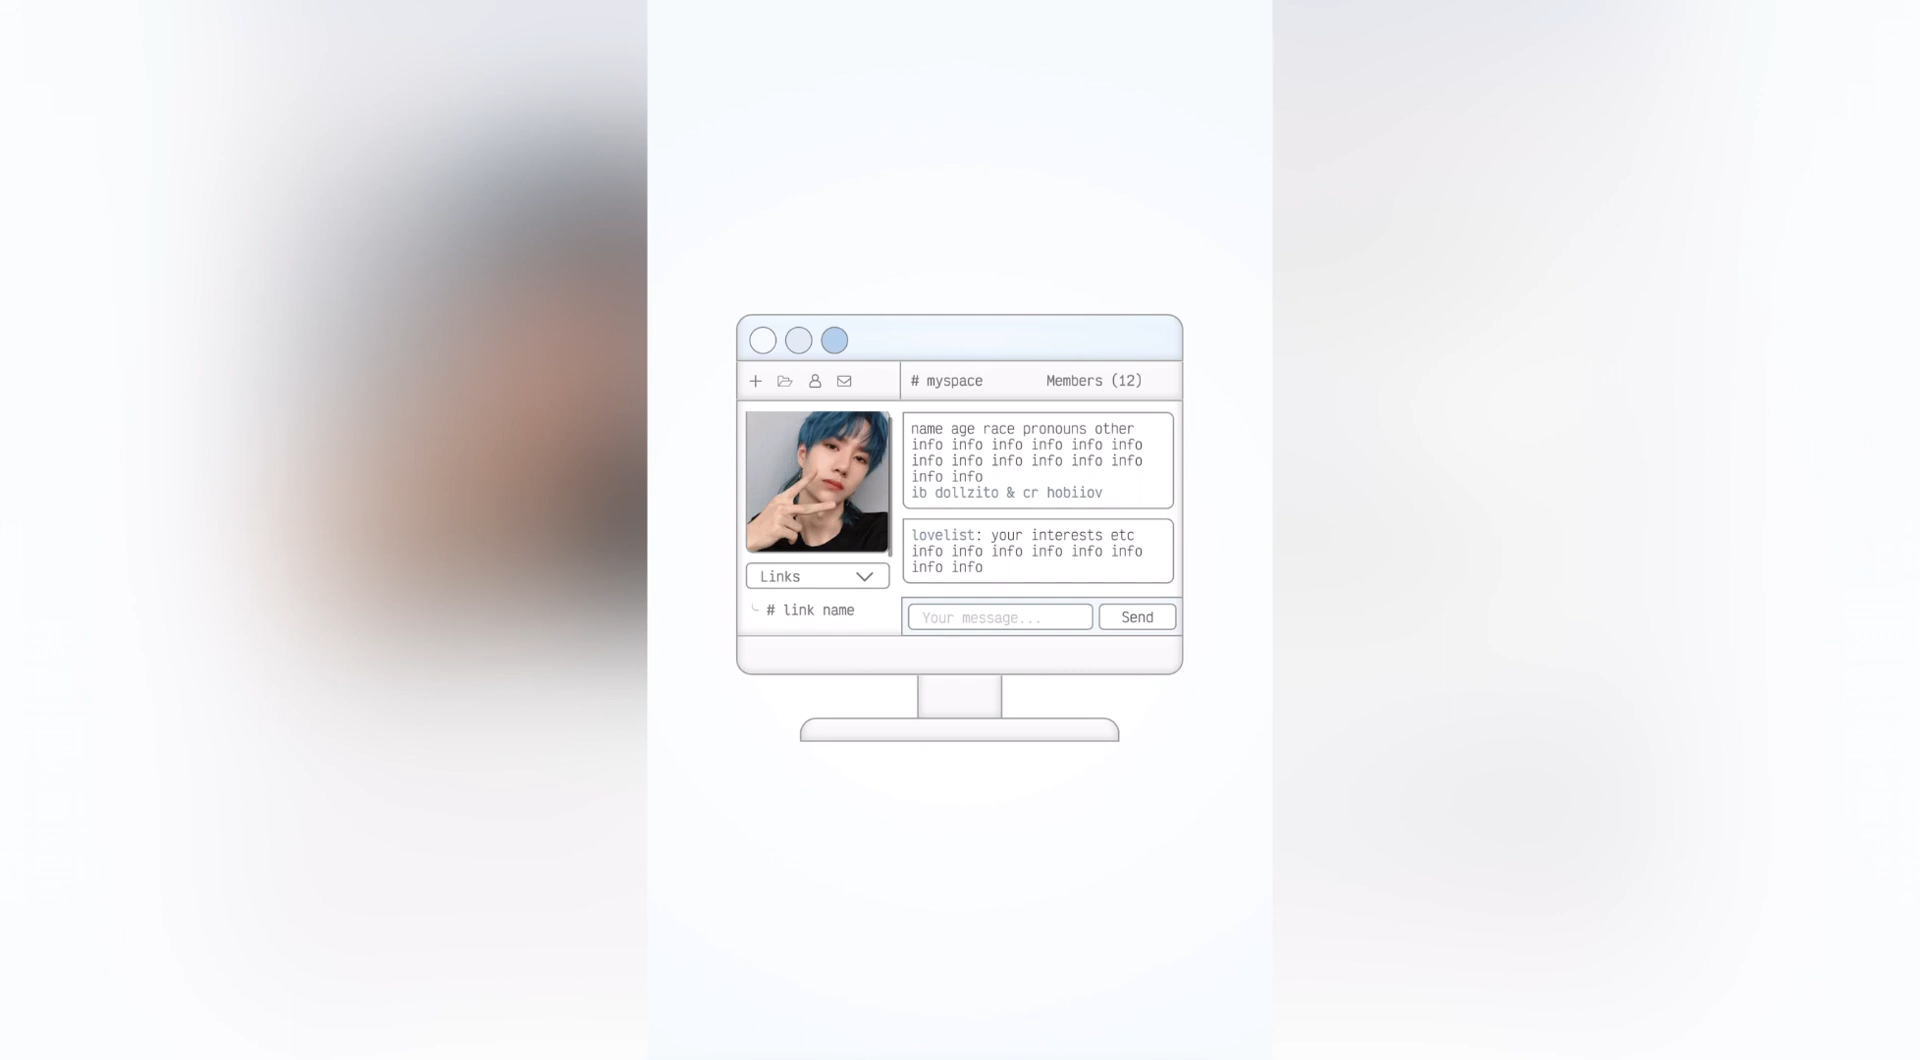 # myspace Members (12)
name age race pronouns other
info info info info info info
info info info info info info
info info
ib dollzito & cr hobiiov
lovelist: your interests etc
info info info info info info
info info
Links
# link name
Your message...
Send